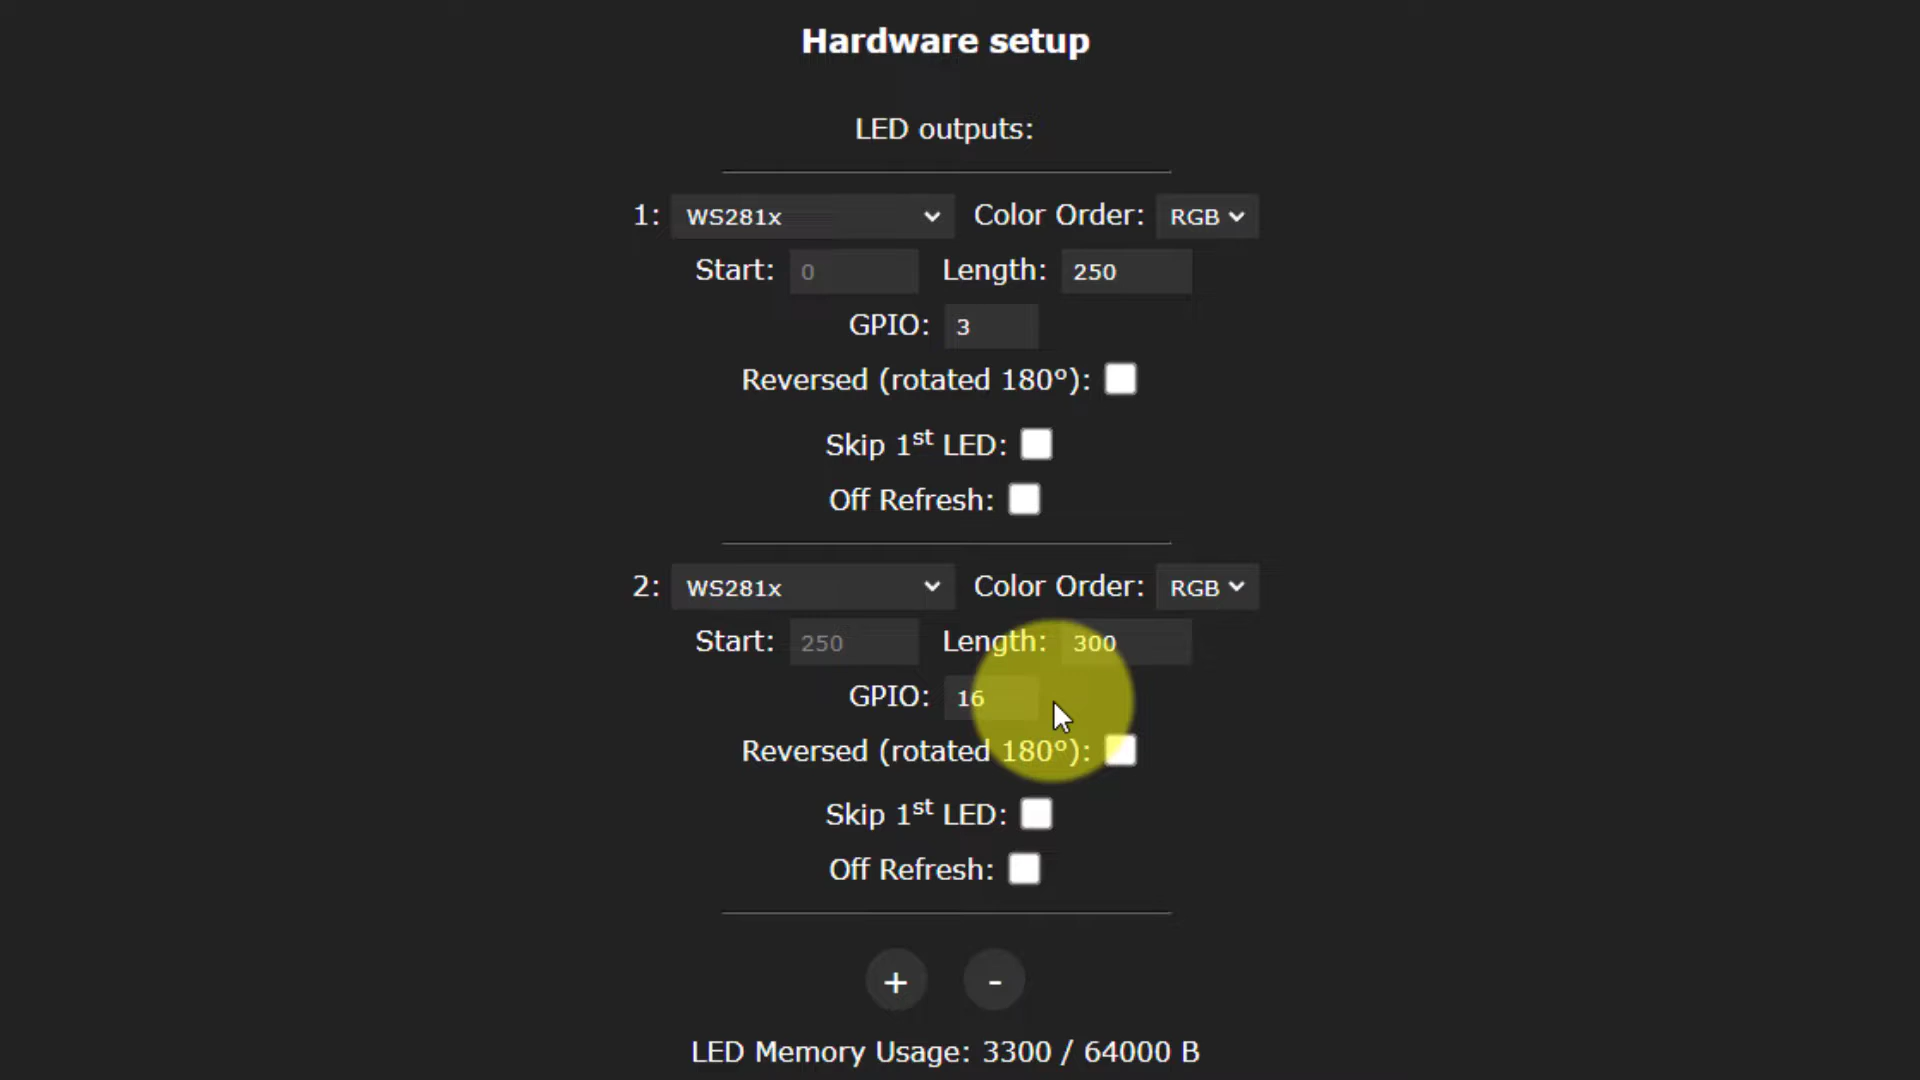 Hardware setup
LED outputs:
1: WS281x Color Order: RGB
Start: 0 Length: 250
GPIO: 3
Reversed (rotated 180°):
Skip 1st LED:
Off Refresh:
2: WS281x Color Order: RGB
Start: 250 Length: 300
GPIO: 16
Reversed (rotated 180°):
Skip 1st LED:
Off Refresh:
+ -
LED Memory Usage: 3300 / 64000 B